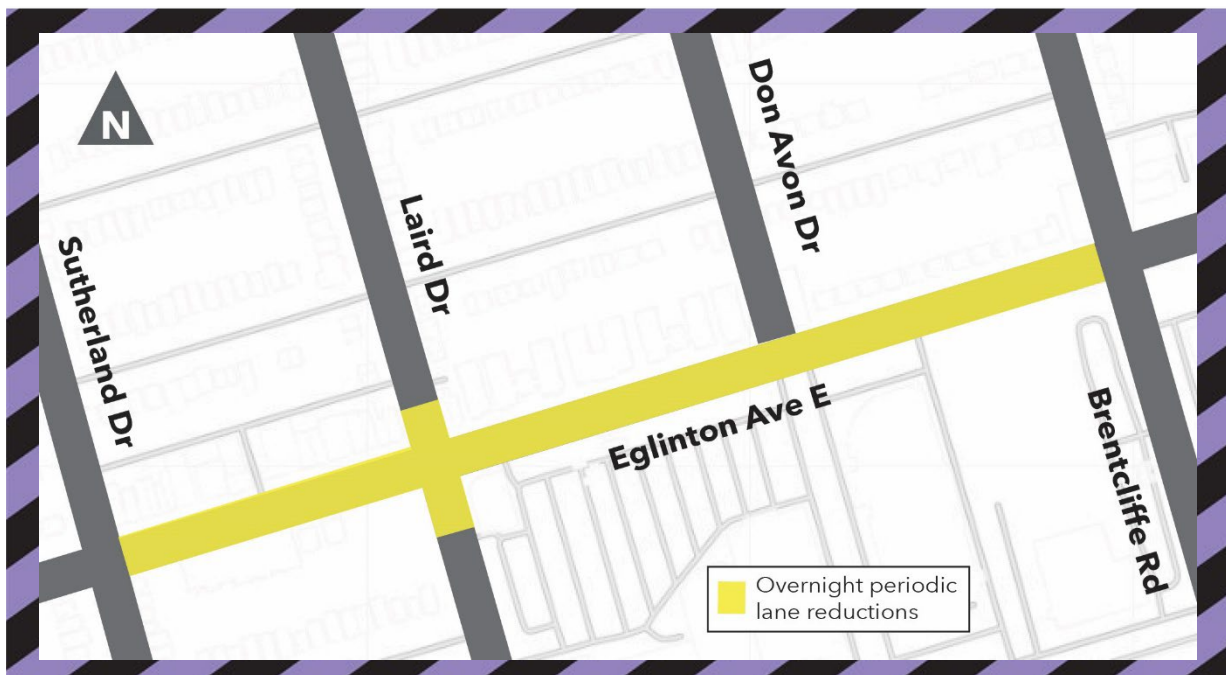 N
Sutherland Dr
Laird Dr
Don Avon Dr
Eglinton Ave E
Brentcliffe Rd
Overnight periodic
lane reductions